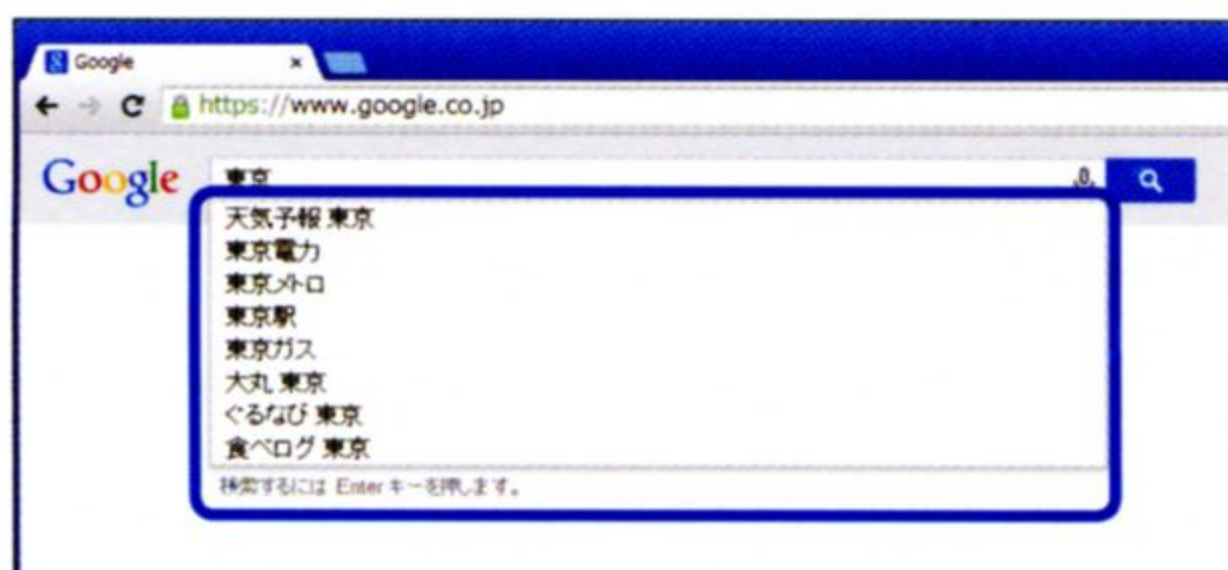 Google ×
https://www.google.co.jp
Google 東京
天気予報 東京
東京電力
東京メトロ
東京駅
東京ガス
大丸 東京
ぐるなび 東京
食べログ 東京
検索するには Enter キーを押します。